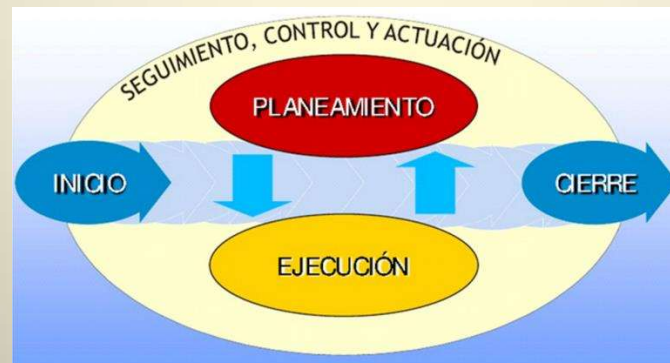 SEGUIMIENTO, CONTROL Y ACTUACIÓN
PLANEAMIENTO
INICIO
CIERRE
EJECUCIÓN